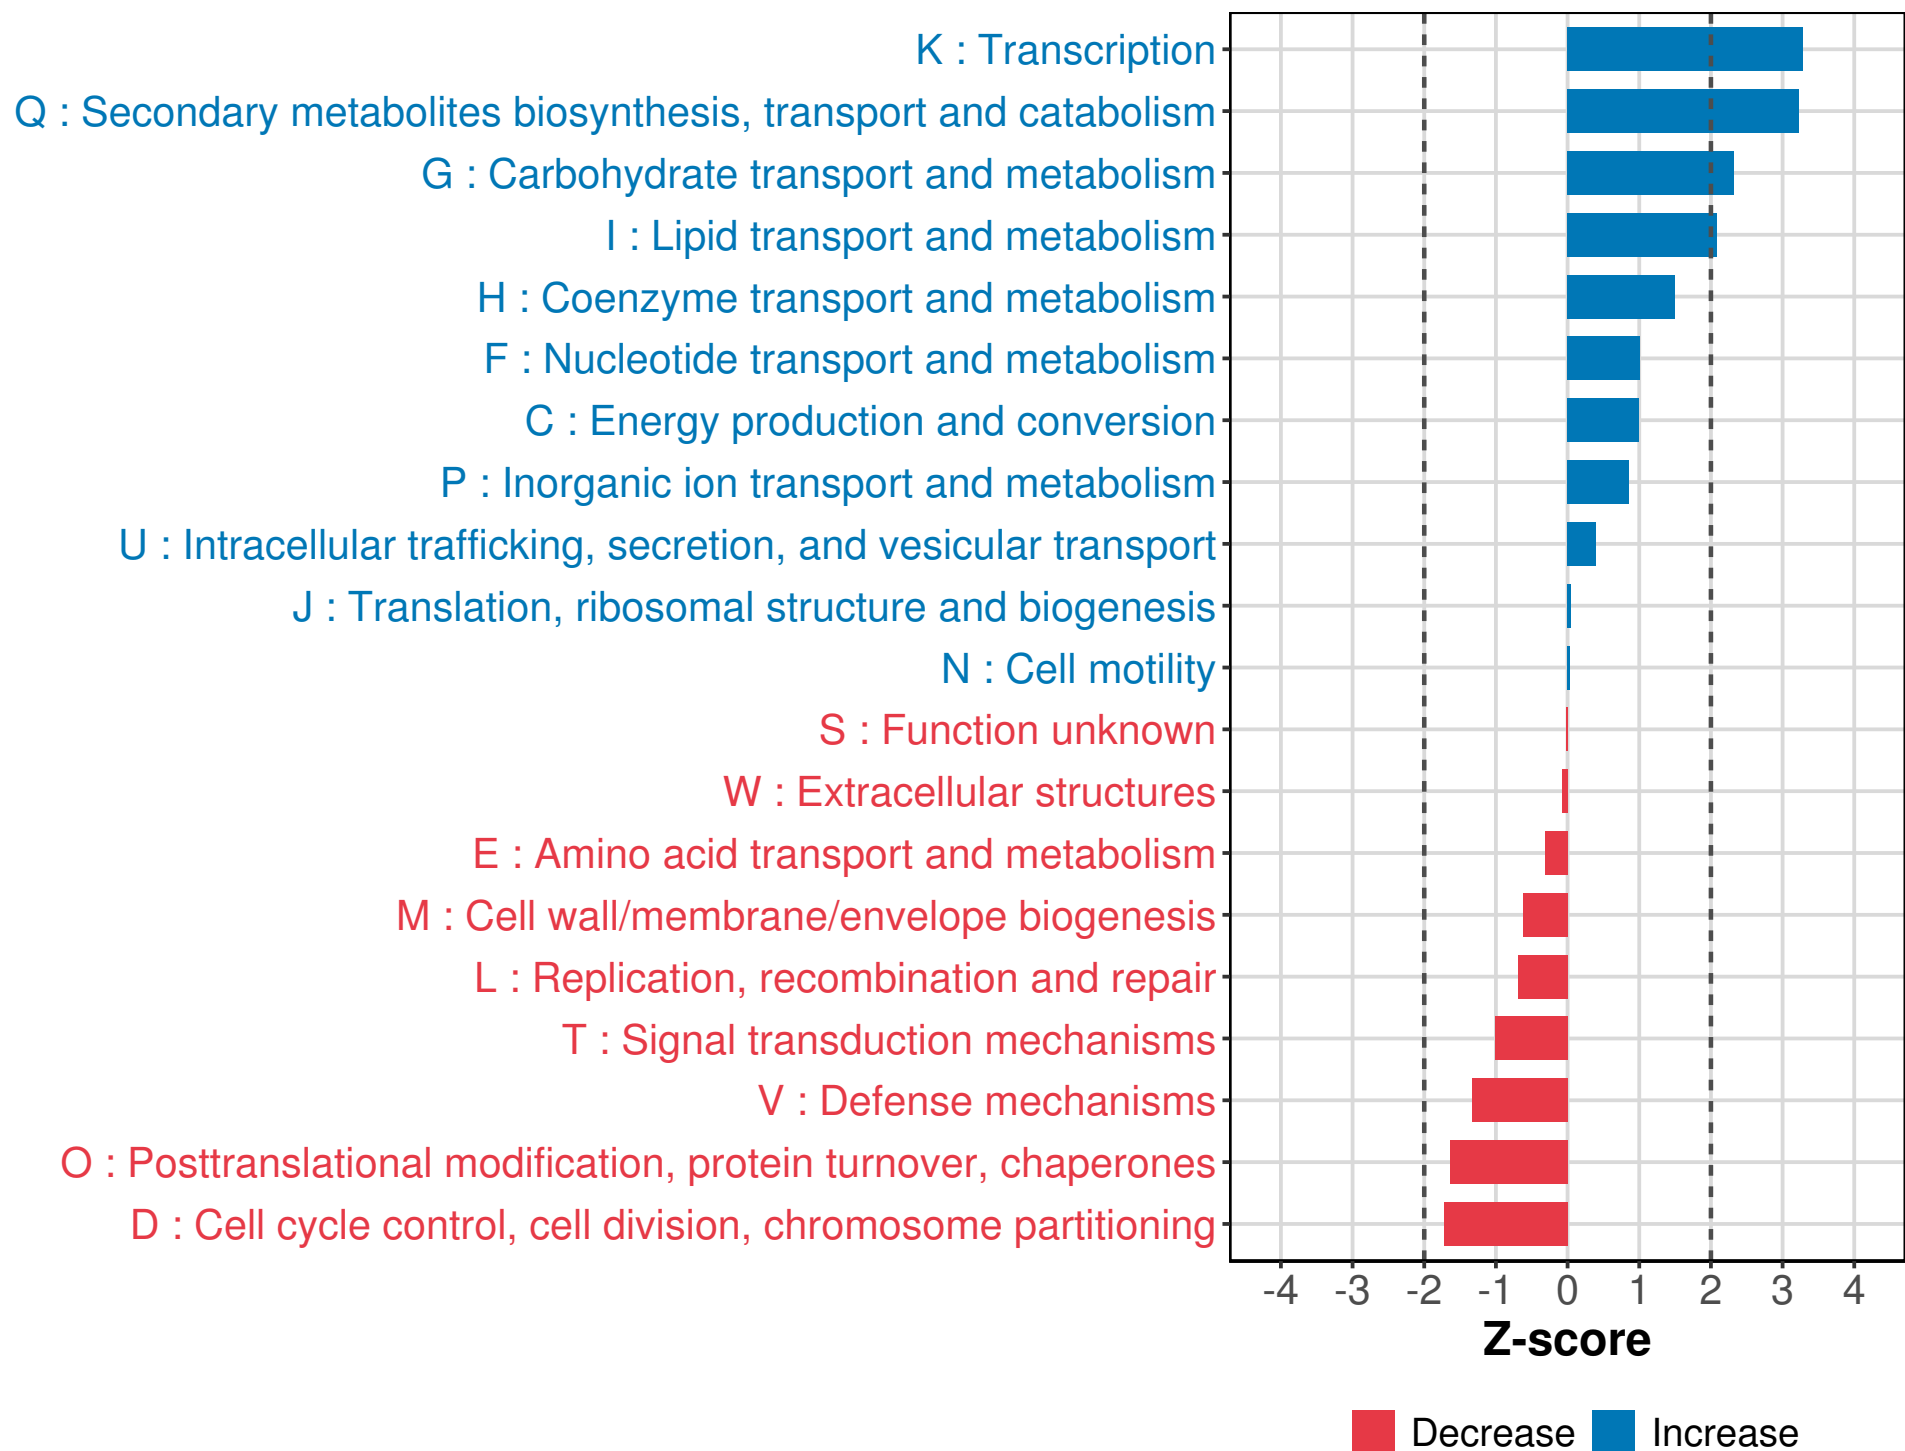 K : Transcription
Q : Secondary metabolites biosynthesis, transport and catabolism
G : Carbohydrate transport and metabolism
I : Lipid transport and metabolism
H : Coenzyme transport and metabolism
F : Nucleotide transport and metabolism
C : Energy production and conversion
P : Inorganic ion transport and metabolism
U : Intracellular trafficking, secretion, and vesicular transport
J : Translation, ribosomal structure and biogenesis
N : Cell motility
S : Function unknown
W : Extracellular structures
E : Amino acid transport and metabolism
M : Cell wall/membrane/envelope biogenesis
L : Replication, recombination and repair
T : Signal transduction mechanisms
V : Defense mechanisms
O : Posttranslational modification, protein turnover, chaperones
D : Cell cycle control, cell division, chromosome partitioning
-4 -3 -2 -1 0 1 2 3 4
Z-score
Decrease Increase